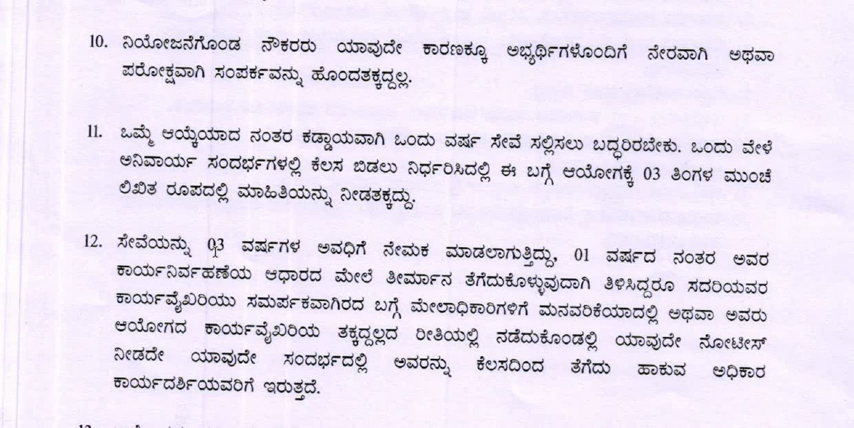 10. ನಿಯೋಜನೆಗೊಂಡ ನೌಕರರು ಯಾವುದೇ ಕಾರಣಕ್ಕೂ ಅಭ್ಯರ್ಥಿಗಳೊಂದಿಗೆ ನೇರವಾಗಿ ಅಥವಾ
ಪರೋಕ್ಷವಾಗಿ ಸಂಪರ್ಕವನ್ನು ಹೊಂದತಕ್ಕದ್ದಲ್ಲ.
11. ಒಮ್ಮೆ ಆಯ್ಕೆಯಾದ ನಂತರ ಕಡ್ಡಾಯವಾಗಿ ಒಂದು ವರ್ಷ ಸೇವೆ ಸಲ್ಲಿಸಲು ಬದ್ಧರಿರಬೇಕು. ಒಂದು ವೇಳೆ
ಅನಿವಾರ್ಯ ಸಂದರ್ಭಗಳಲ್ಲಿ ಕೆಲಸ ಬಿಡಲು ನಿರ್ಧರಿಸಿದಲ್ಲಿ ಈ ಬಗ್ಗೆ ಆಯೋಗಕ್ಕೆ 03 ತಿಂಗಳ ಮುಂಚೆ
ಲಿಖಿತ ರೂಪದಲ್ಲಿ ಮಾಹಿತಿಯನ್ನು ನೀಡತಕ್ಕದ್ದು.
12. ಸೇವೆಯನ್ನು 03 ವರ್ಷಗಳ ಅವಧಿಗೆ ನೇಮಕ ಮಾಡಲಾಗುತ್ತಿದ್ದು, 01 ವರ್ಷದ ನಂತರ ಅವರ
ಕಾರ್ಯನಿರ್ವಹಣೆಯ ಆಧಾರದ ಮೇಲೆ ತೀರ್ಮಾನ ತೆಗೆದುಕೊಳ್ಳುವುದಾಗಿ ತಿಳಿಸಿದ್ದರೂ ಸದರಿಯವರ
ಕಾರ್ಯವೈಖರಿಯು ಸಮರ್ಪಕವಾಗಿರದ ಬಗ್ಗೆ ಮೇಲಾಧಿಕಾರಿಗಳಿಗೆ ಮನವರಿಕೆಯಾದಲ್ಲಿ ಅಥವಾ ಅವರು
ಆಯೋಗದ ಕಾರ್ಯವೈಖರಿಯ ತಕ್ಕದ್ದಲ್ಲದ ರೀತಿಯಲ್ಲಿ ನಡೆದುಕೊಂಡಲ್ಲಿ ಯಾವುದೇ ನೋಟೀಸ್
ನೀಡದೇ ಯಾವುದೇ ಸಂದರ್ಭದಲ್ಲಿ ಅವರನ್ನು ಕೆಲಸದಿಂದ ತೆಗೆದು ಹಾಕುವ ಅಧಿಕಾರ
ಕಾರ್ಯದರ್ಶಿಯವರಿಗೆ ಇರುತ್ತದೆ.